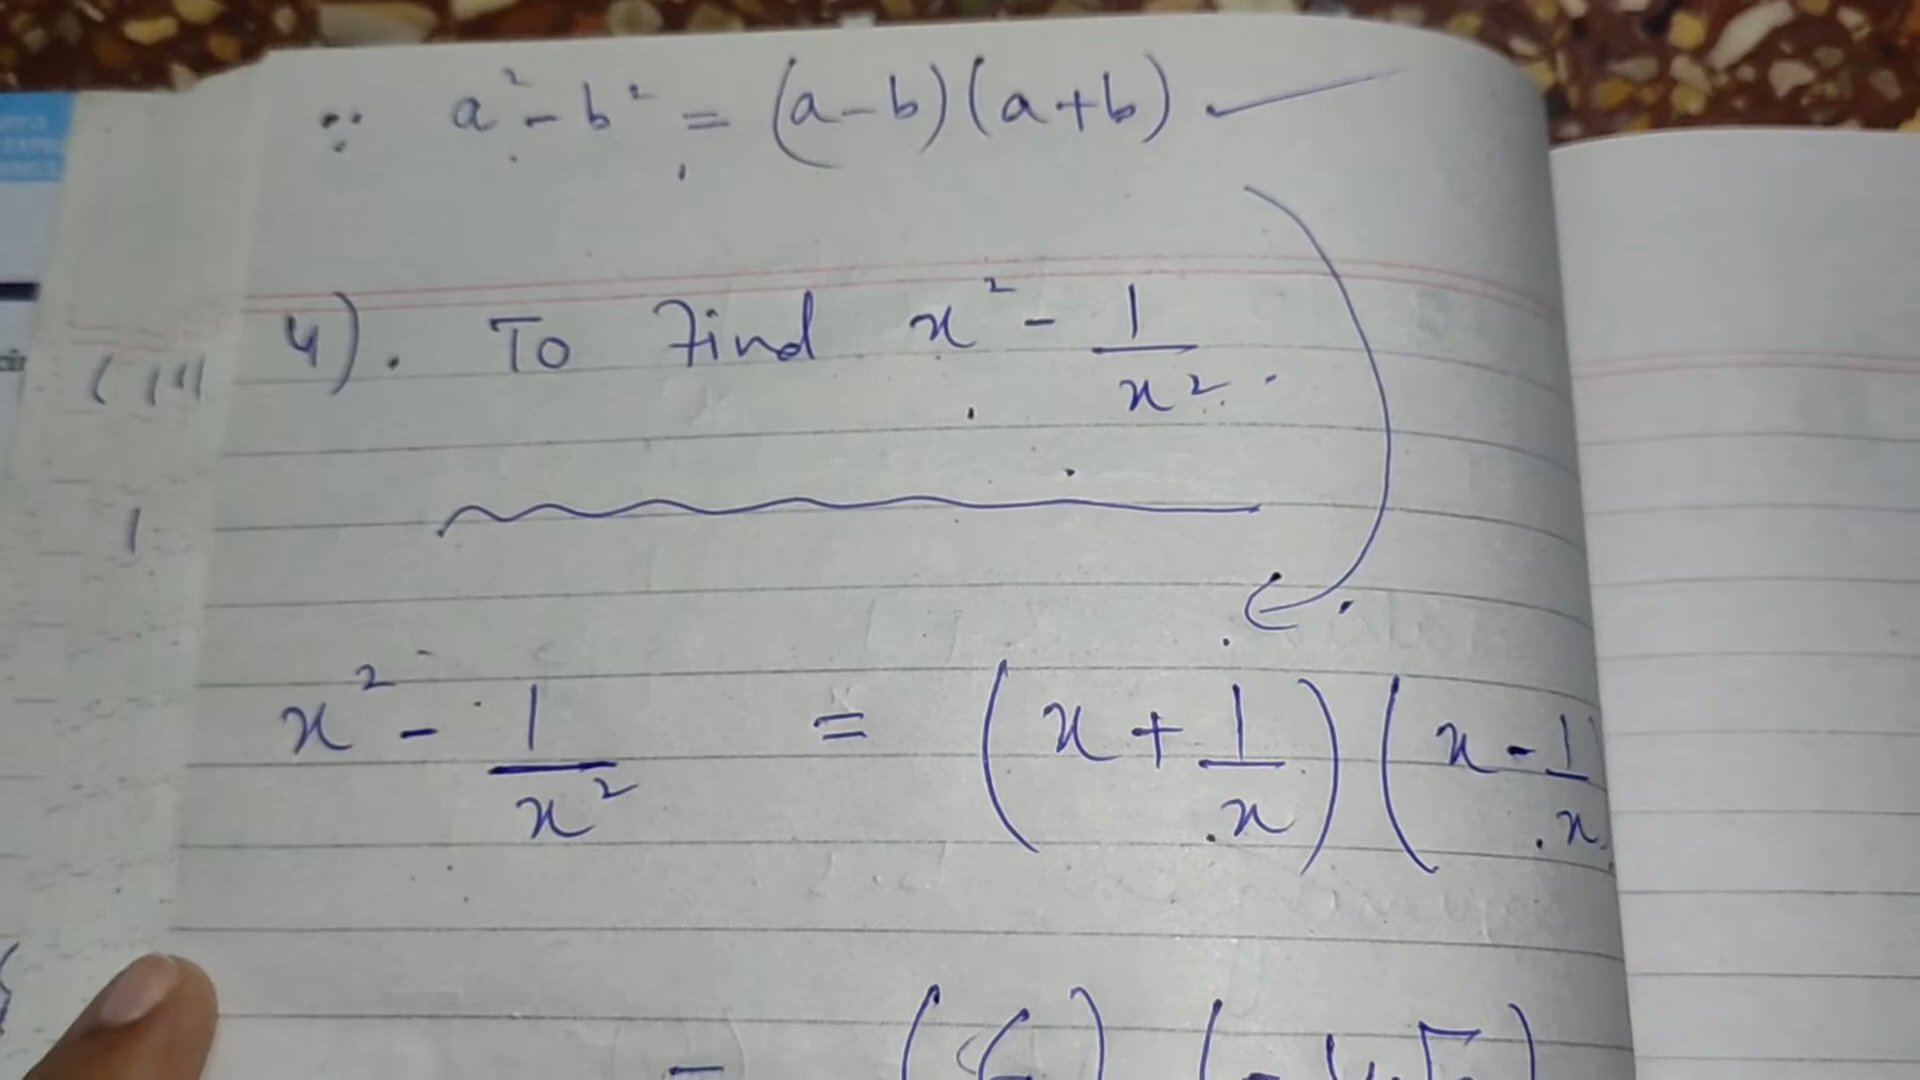 ∵ a² - b² = (a-b)(a+b)
4). To find x² - 1/x².
x² - 1/x² = (x + 1/x)(x - 1/x)